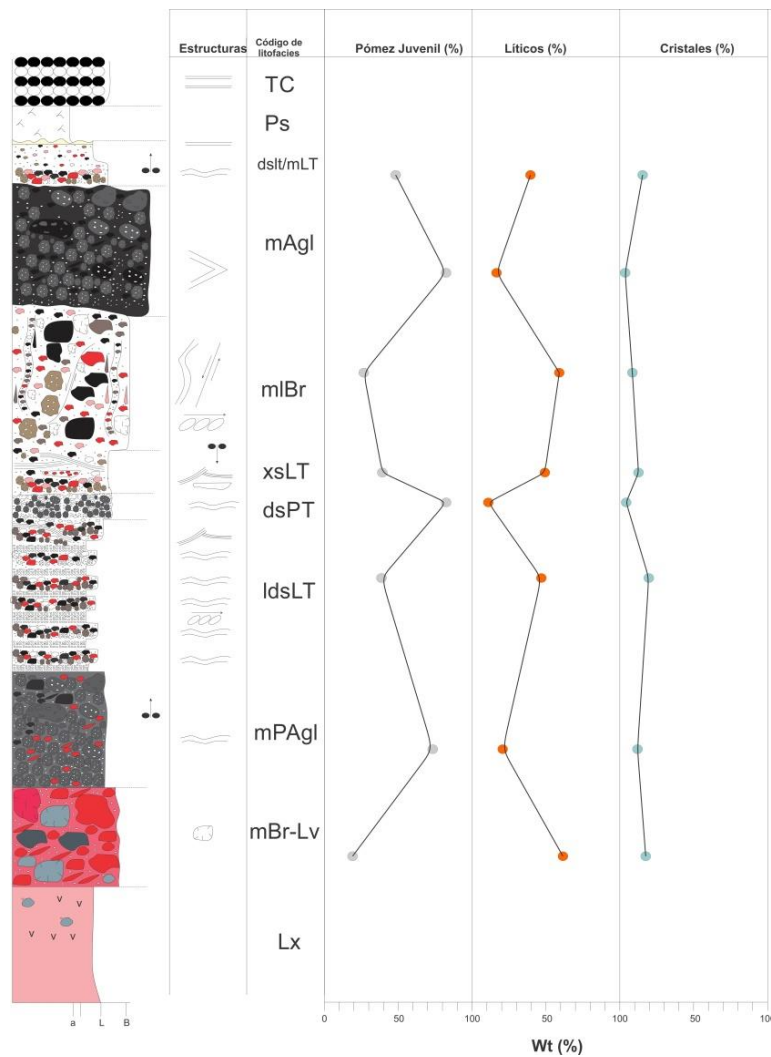 Estructuras
Código de
litofacies
Pómez Juvenil (%)
Líticos (%)
Cristales (%)
TC
Ps
dslt/mLT
mAgl
mlBr
xsLT
dsPT
ldsLT
mPAgl
mBr-Lv
Lx
v v
v v v
a L B
0 50 100 50 100 50 100
Wt (%)